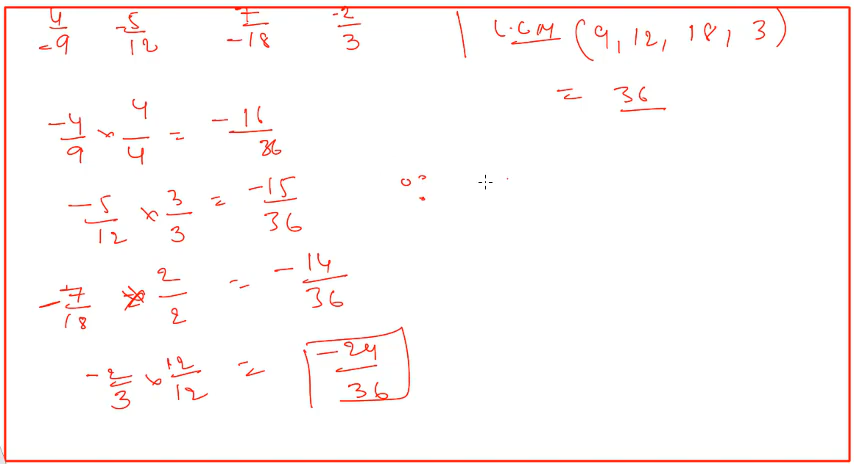 4/-9 -5/12 7/-18 -2/3 | L.C.M (9, 12, 18, 3)
= 36
-4/9 × 4/4 = -16/36
-5/12 × 3/3 = -15/36
-7/18 × 2/2 = -14/36
-2/3 × 12/12 = -24/36